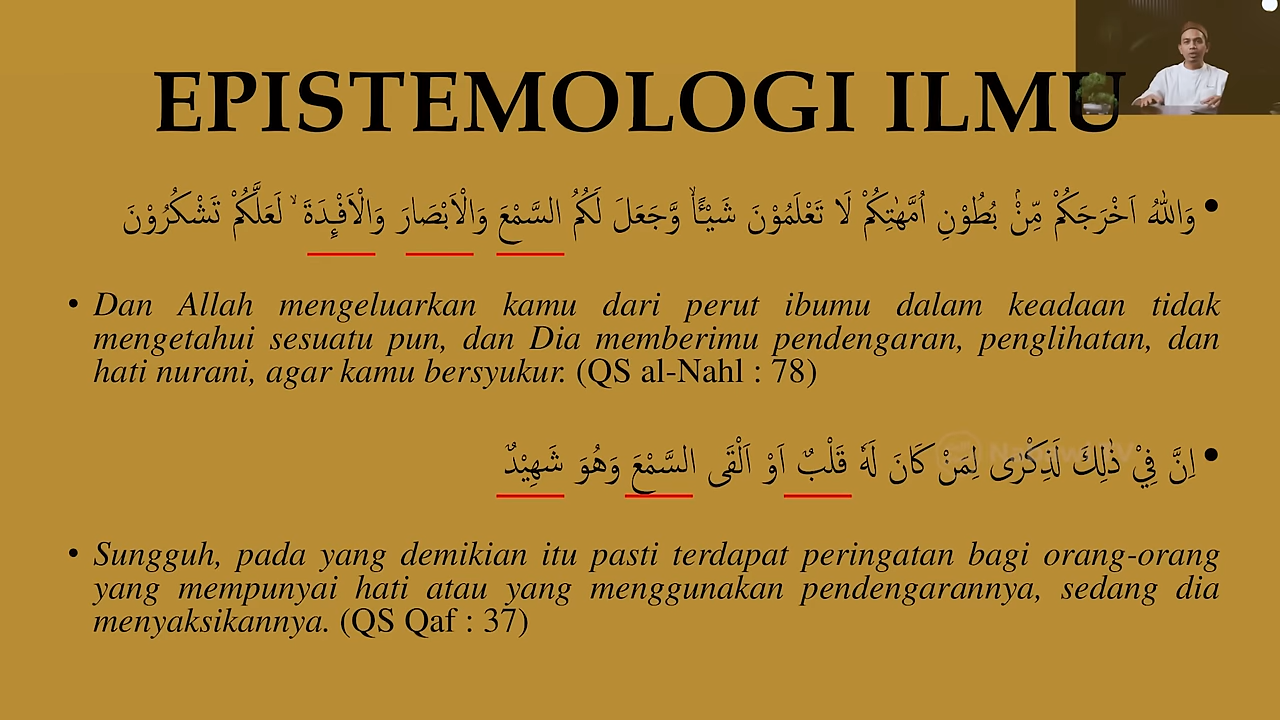 EPISTEMOLOGI ILMU
• وَاللّٰهُ اَخْرَجَكُمْ مِّنْۢ بُطُوْنِ اُمَّهٰتِكُمْ لَا تَعْلَمُوْنَ شَيْـًٔاۙ وَّجَعَلَ لَكُمُ السَّمْعَ وَالْاَبْصَارَ وَالْاَفْـِٕدَةَ ۙ لَعَلَّكُمْ تَشْكُرُوْنَ
• Dan Allah mengeluarkan kamu dari perut ibumu dalam keadaan tidak
mengetahui sesuatu pun, dan Dia memberimu pendengaran, penglihatan, dan
hati nurani, agar kamu bersyukur. (QS al-Nahl : 78)
• اِنَّ فِيْ ذٰلِكَ لَذِكْرٰى لِمَنْ كَانَ لَهٗ قَلْبٌ اَوْ اَلْقَى السَّمْعَ وَهُوَ شَهِيْدٌ
• Sungguh, pada yang demikian itu pasti terdapat peringatan bagi orang-orang
yang mempunyai hati atau yang menggunakan pendengarannya, sedang dia
menyaksikannya. (QS Qaf : 37)